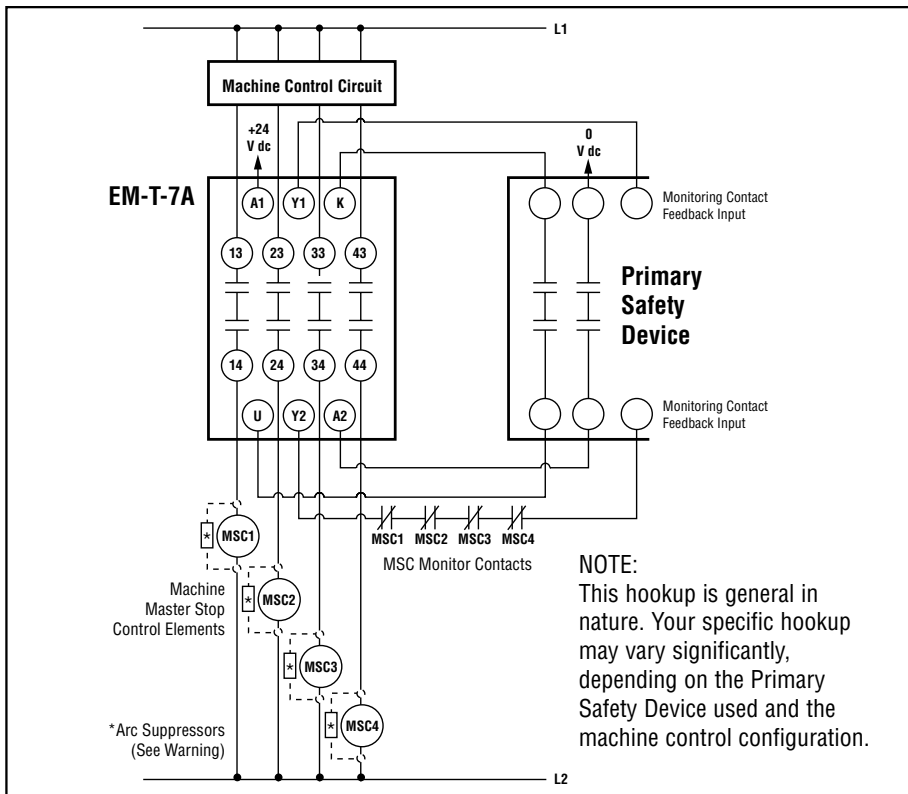 L1
Machine Control Circuit
+24
V dc
0
V dc
EM-T-7A
A1 Y1 K
Monitoring Contact
Feedback Input
13 23 33 43
Primary
Safety
Device
14 24 34 44
U Y2 A2
Monitoring Contact
Feedback Input
MSC1 MSC2 MSC3 MSC4
MSC Monitor Contacts
* MSC1
Machine
Master Stop
Control Elements
* MSC2
* MSC3
* MSC4
*Arc Suppressors
(See Warning)
NOTE:
This hookup is general in
nature. Your specific hookup
may vary significantly,
depending on the Primary
Safety Device used and the
machine control configuration.
L2